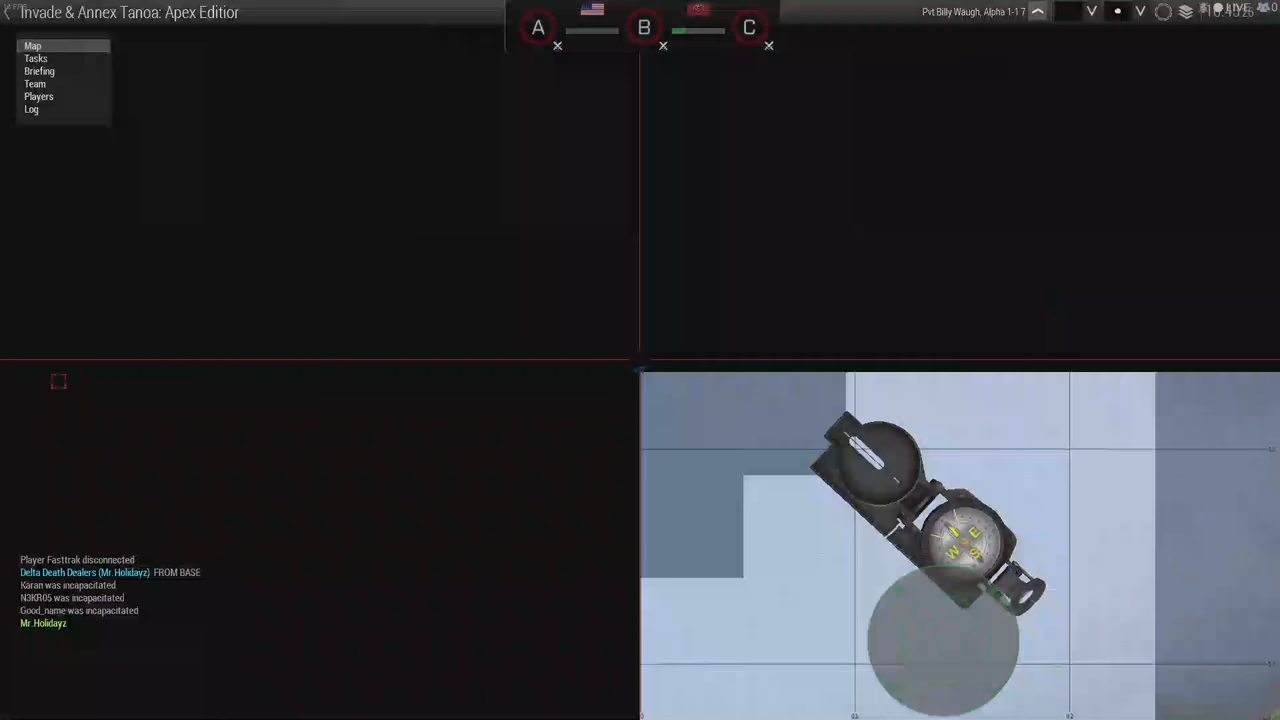 Invade & Annex Tanoa: Apex Editior
A
B
C
Pvt Billy Waugh, Alpha 1-1 7
LIVE
Map
Tasks
Briefing
Team
Players
Log
Player Fasttrak disconnected
Delta Death Dealers (Mr.Holidayz) FROM BASE
Karan was incapacitated
N3KR05 was incapacitated
Good_name was incapacitated
Mr.Holidayz
E
W
S